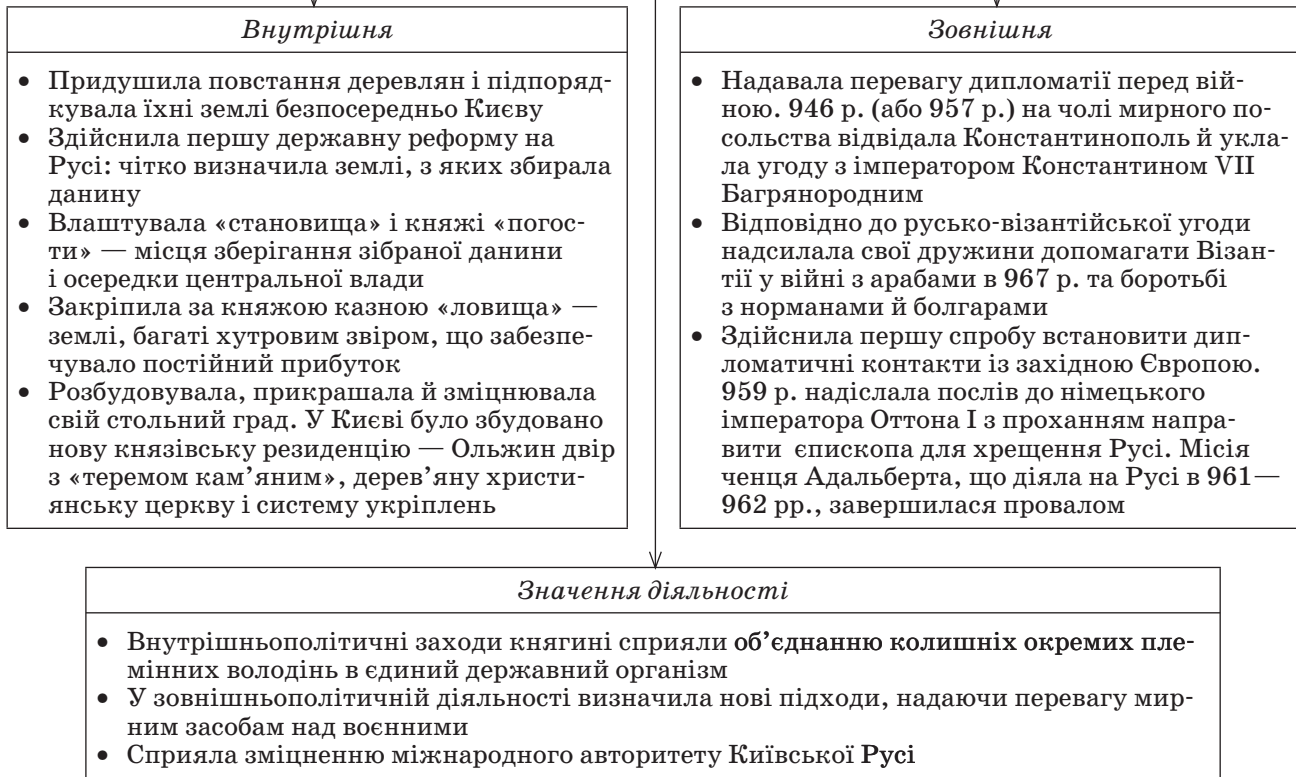 Внутрішня
• Придушила повстання деревлян і підпоряд-
кувала їхні землі безпосередньо Києву
• Здійснила першу державну реформу на
Русі: чітко визначила землі, з яких збирала
данину
• Влаштувала «становища» і княжі «погос-
ти» — місця зберігання зібраної данини
і осередки центральної влади
• Закріпила за княжою казною «ловища» —
землі, багаті хутровим звіром, що забезпе-
чувало постійний прибуток
• Розбудовувала, прикрашала й зміцнювала
свій стольний град. У Києві було збудовано
нову князівську резиденцію — Ольжин двір
з «теремом кам’яним», дерев’яну христи-
янську церкву і систему укріплень
Зовнішня
• Надавала перевагу дипломатії перед вій-
ною. 946 р. (або 957 р.) на чолі мирного по-
сольства відвідала Константинополь й укла-
ла угоду з імператором Константином VII
Багрянородним
• Відповідно до русько-візантійської угоди
надсилала свої дружини допомагати Візан-
тії у війні з арабами в 967 р. та боротьбі
з норманами й болгарами
• Здійснила першу спробу встановити дип-
ломатичні контакти із західною Європою.
959 р. надіслала послів до німецького
імператора Оттона I з проханням напра-
вити єпископа для хрещення Русі. Місія
ченця Адальберта, що діяла на Русі в 961—
962 рр., завершилася провалом
Значення діяльності
• Внутрішньополітичні заходи княгині сприяли об’єднанню колишніх окремих пле-
мінних володінь в єдиний державний організм
• У зовнішньополітичній діяльності визначила нові підходи, надаючи перевагу мир-
ним засобам над воєнними
• Сприяла зміцненню міжнародного авторитету Київської Русі